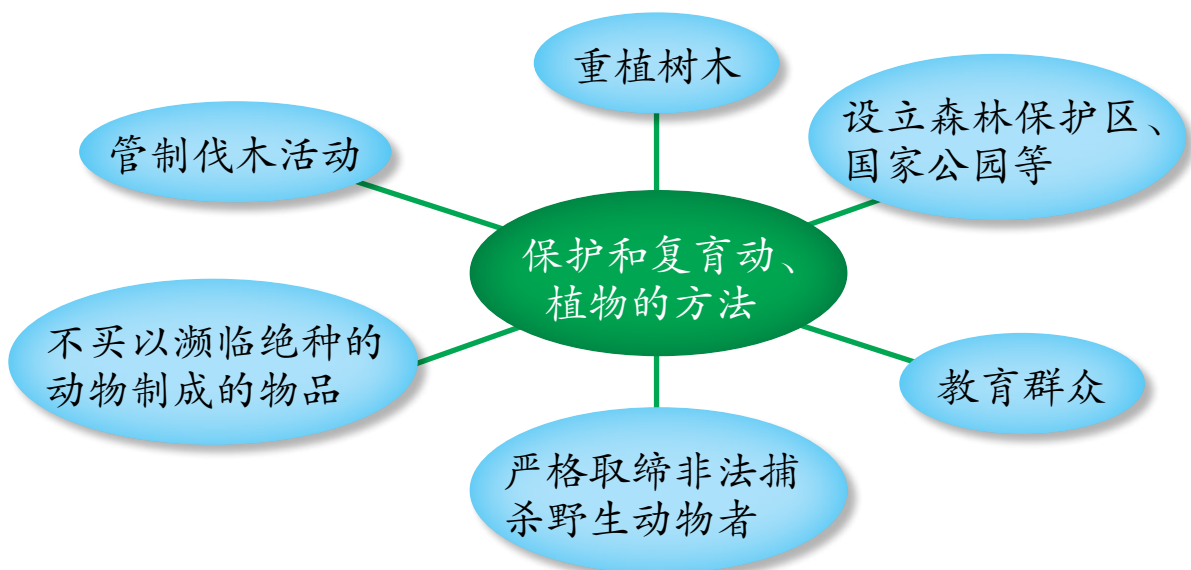 重植树木
设立森林保护区、
国家公园等
管制伐木活动
保护和复育动、
植物的方法
不买以濒临绝种的
动物制成的物品
教育群众
严格取缔非法捕
杀野生动物者